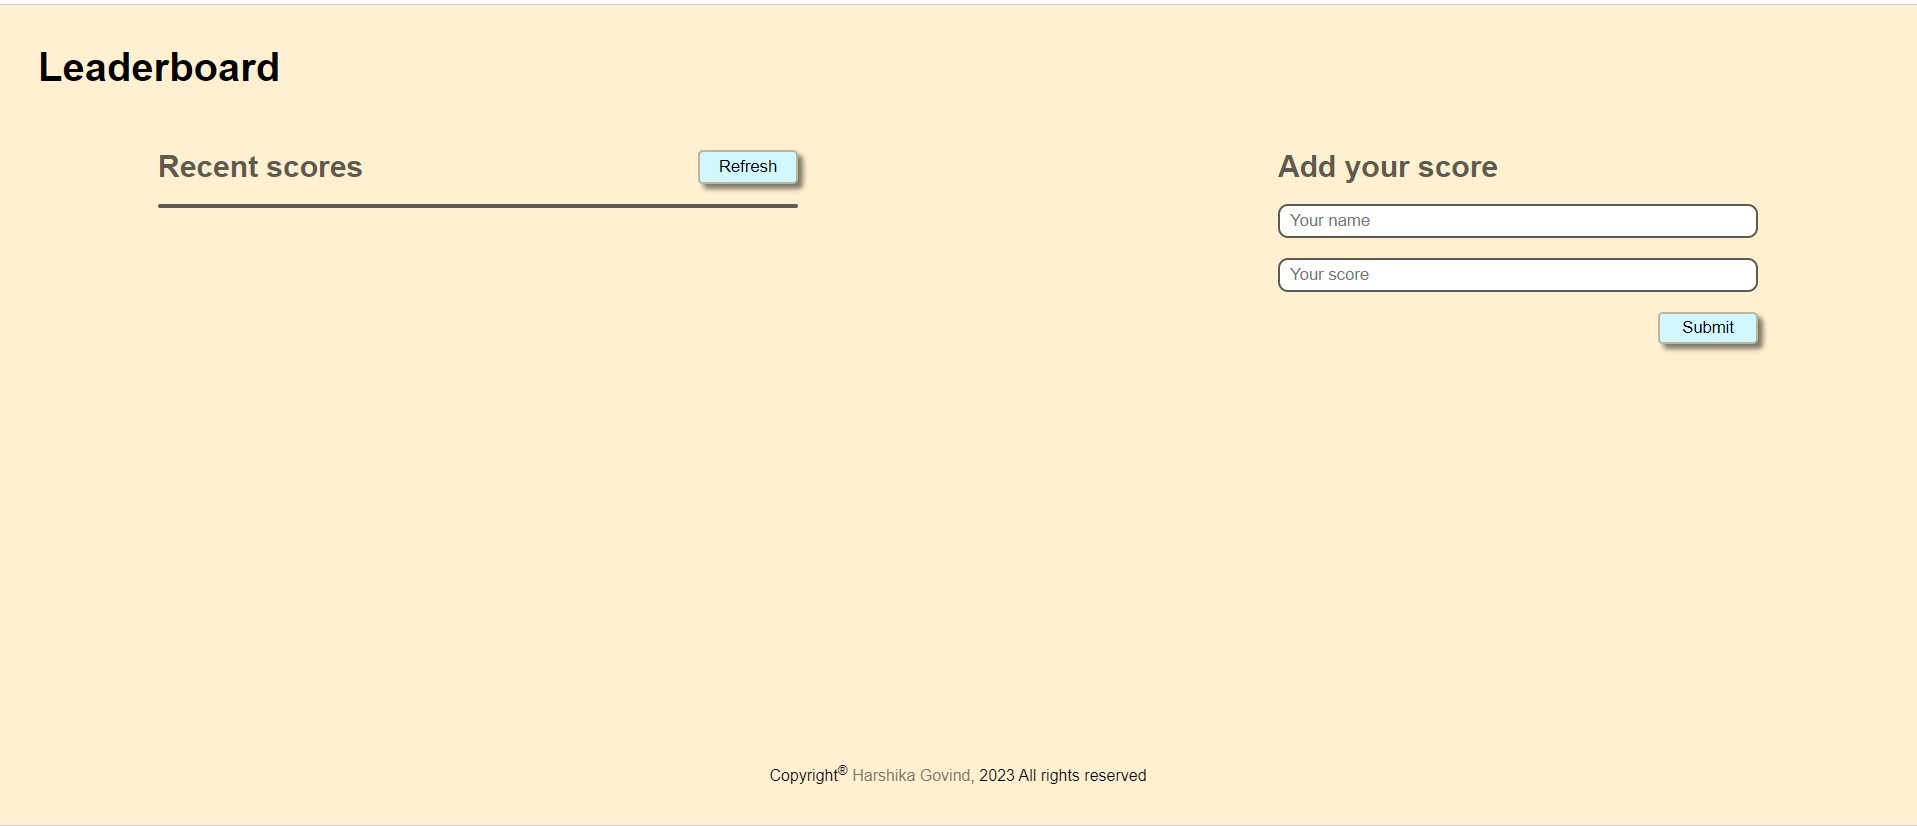 Leaderboard
Recent scores
Refresh
Add your score
Your name
Your score
Submit
Copyright® Harshika Govind, 2023 All rights reserved